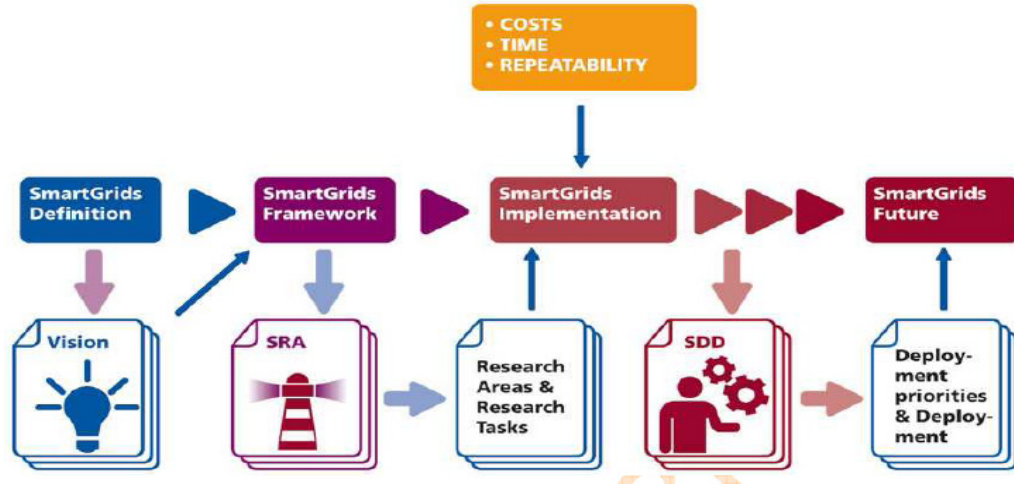 • COSTS
• TIME
• REPEATABILITY
SmartGrids
Definition
SmartGrids
Framework
SmartGrids
Implementation
SmartGrids
Future
Vision
SRA
Research
Areas &
Research
Tasks
SDD
Deploy-
ment
priorities
& Deploy-
ment